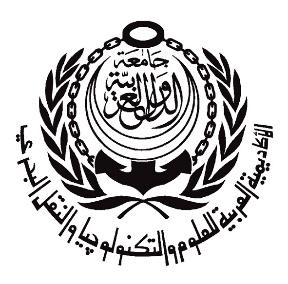 جامعة
الدول العربية
الأكاديمية العربية للعلوم والتكنولوجيا والنقل البحري